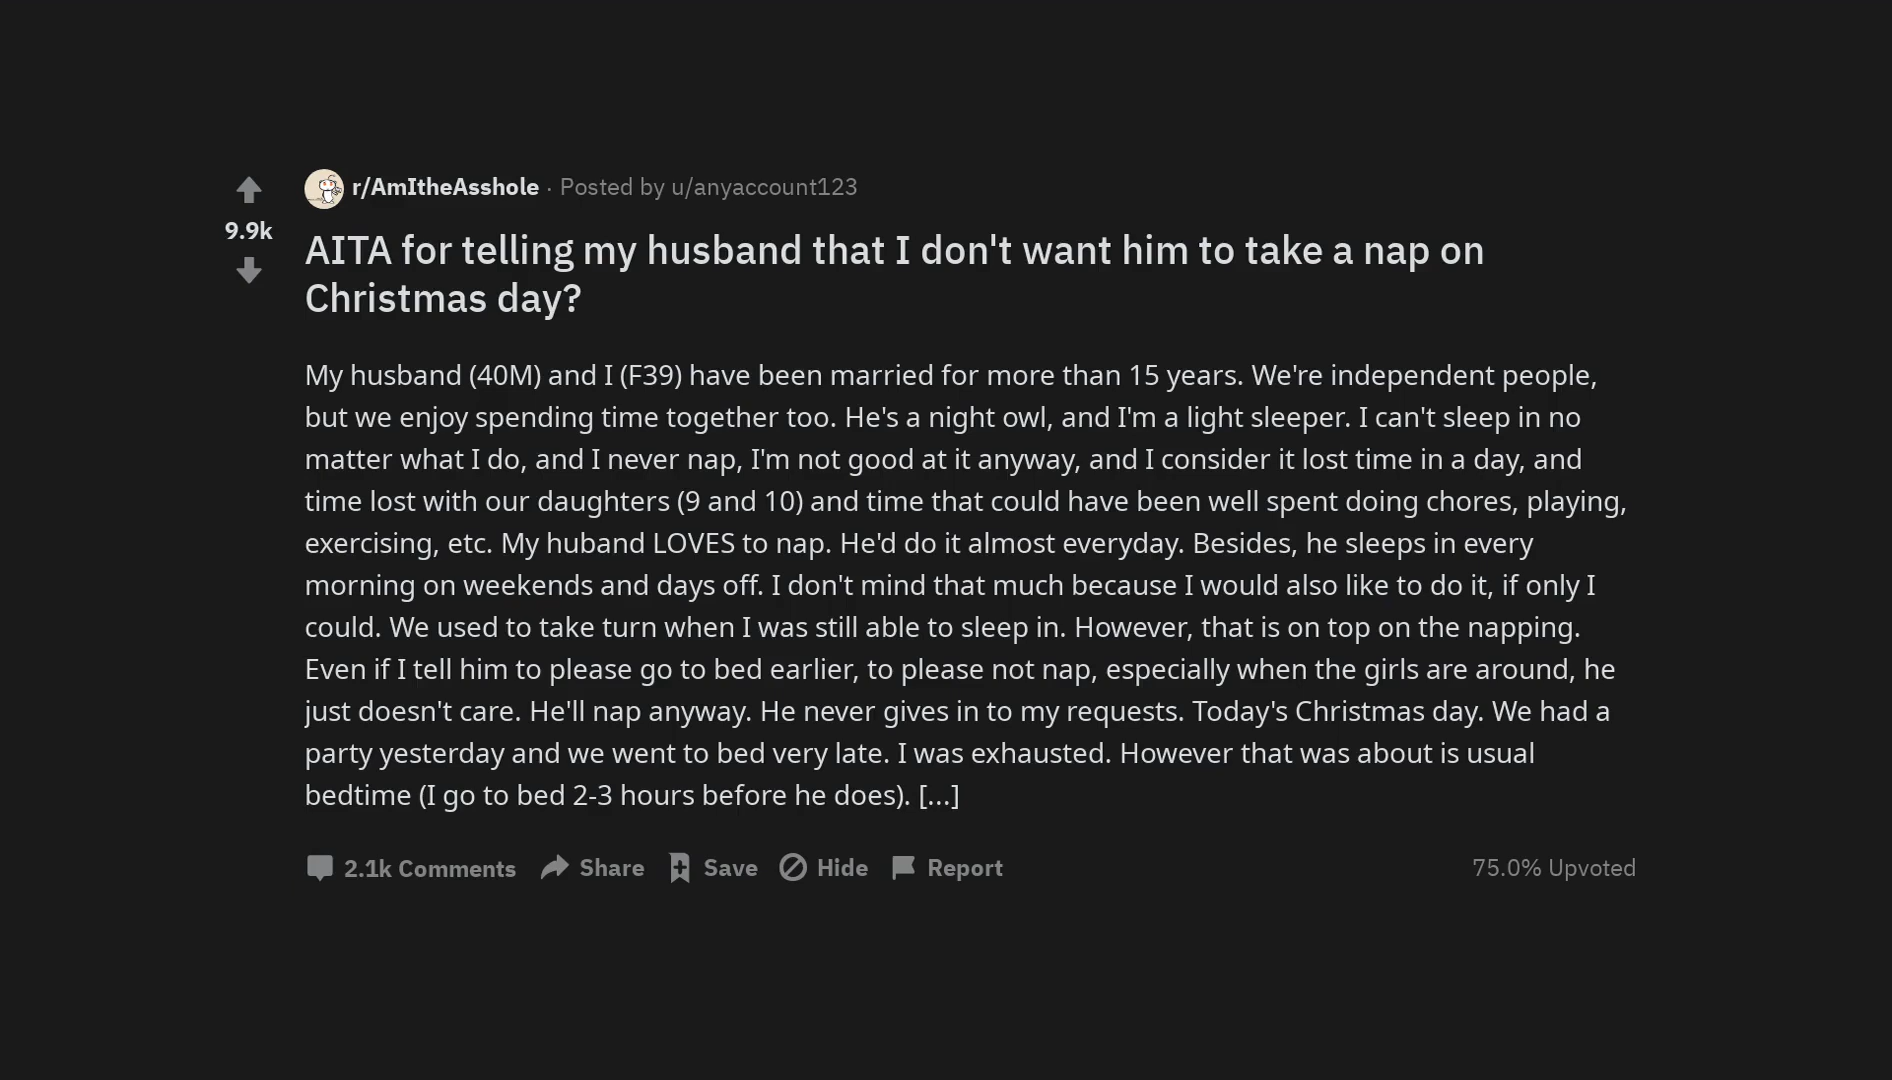 r/AmItheAsshole · Posted by u/anyaccount123
9.9k
AITA for telling my husband that I don't want him to take a nap on
Christmas day?
My husband (40M) and I (F39) have been married for more than 15 years. We're independent people,
but we enjoy spending time together too. He's a night owl, and I'm a light sleeper. I can't sleep in no
matter what I do, and I never nap, I'm not good at it anyway, and I consider it lost time in a day, and
time lost with our daughters (9 and 10) and time that could have been well spent doing chores, playing,
exercising, etc. My huband LOVES to nap. He'd do it almost everyday. Besides, he sleeps in every
morning on weekends and days off. I don't mind that much because I would also like to do it, if only I
could. We used to take turn when I was still able to sleep in. However, that is on top on the napping.
Even if I tell him to please go to bed earlier, to please not nap, especially when the girls are around, he
just doesn't care. He'll nap anyway. He never gives in to my requests. Today's Christmas day. We had a
party yesterday and we went to bed very late. I was exhausted. However that was about is usual
bedtime (I go to bed 2-3 hours before he does). [...]
2.1k Comments Share Save Hide Report 75.0% Upvoted